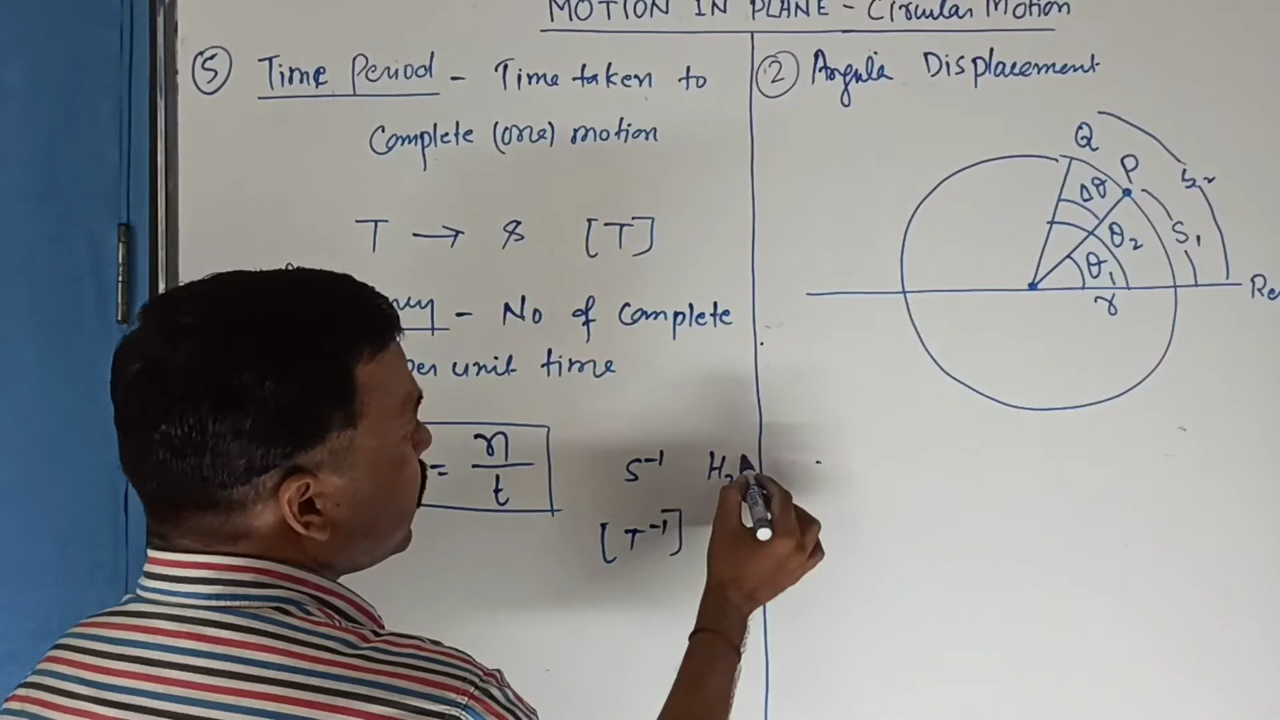 MOTION IN PLANE - Circular Motion
⑤ Time Period - Time taken to
Complete (one) motion
T → s [T]
- No of Complete
per unit time
= n/t
S⁻¹ Hz
[T⁻¹]
② Angula Displacement
Q
P
Δθ
S₂
θ₂
S₁
θ₁
r
Re